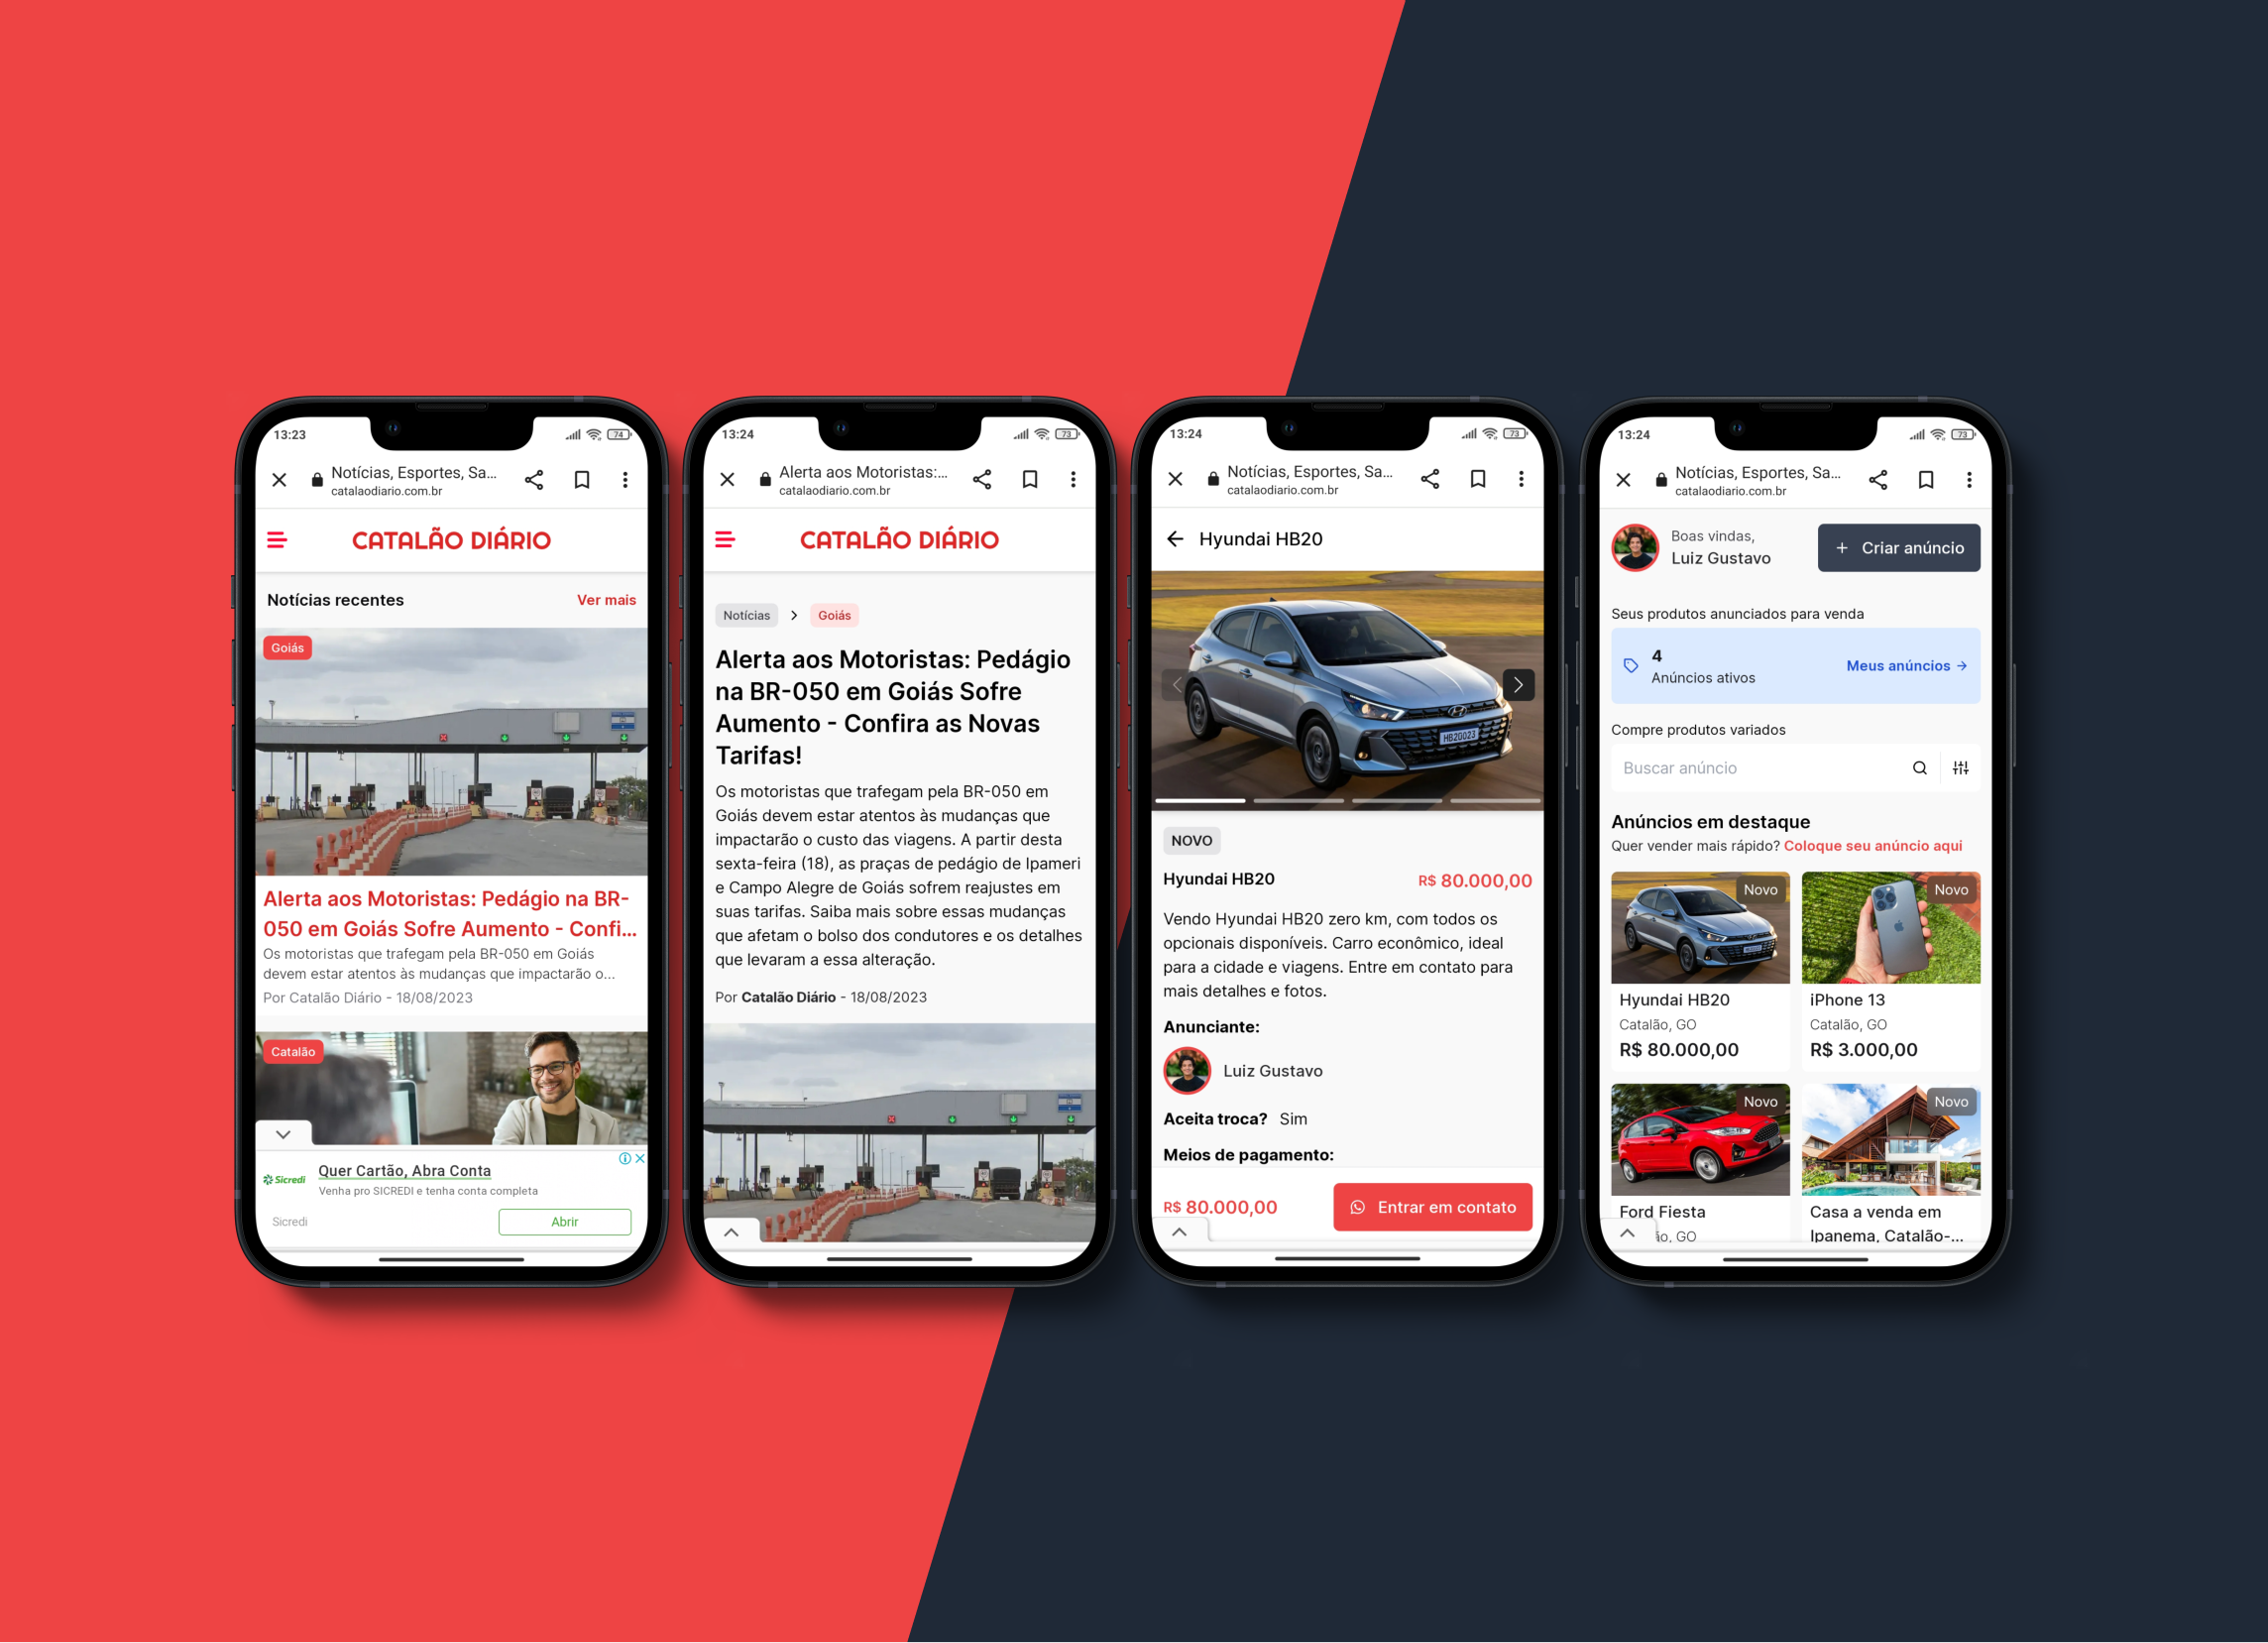 13:23
74
Notícias, Esportes, Sa...
catalaodiario.com.br
CATALÃO DIÁRIO
Notícias recentes
Ver mais
Goiás
Alerta aos Motoristas: Pedágio na BR-
050 em Goiás Sofre Aumento - Confi...
Os motoristas que trafegam pela BR-050 em Goiás
devem estar atentos às mudanças que impactarão o...
Por Catalão Diário - 18/08/2023
Catalão
Sicredi
Quer Cartão, Abra Conta
Venha pro SICREDI e tenha conta completa
Sicredi
Abrir
13:24
73
Alerta aos Motoristas:...
catalaodiario.com.br
CATALÃO DIÁRIO
Notícias
Goiás
Alerta aos Motoristas: Pedágio
na BR-050 em Goiás Sofre
Aumento - Confira as Novas
Tarifas!
Os motoristas que trafegam pela BR-050 em
Goiás devem estar atentos às mudanças que
impactarão o custo das viagens. A partir desta
sexta-feira (18), as praças de pedágio de Ipameri
e Campo Alegre de Goiás sofrem reajustes em
suas tarifas. Saiba mais sobre essas mudanças
que afetam o bolso dos condutores e os detalhes
que levaram a essa alteração.
Por Catalão Diário - 18/08/2023
13:24
73
Notícias, Esportes, Sa...
catalaodiario.com.br
Hyundai HB20
HB20023
NOVO
Hyundai HB20
R$ 80.000,00
Vendo Hyundai HB20 zero km, com todos os
opcionais disponíveis. Carro econômico, ideal
para a cidade e viagens. Entre em contato para
mais detalhes e fotos.
Anunciante:
Luiz Gustavo
Aceita troca? Sim
Meios de pagamento:
R$ 80.000,00
Entrar em contato
13:24
73
Notícias, Esportes, Sa...
catalaodiario.com.br
Boas vindas,
Luiz Gustavo
+ Criar anúncio
Seus produtos anunciados para venda
4
Anúncios ativos
Meus anúncios
Compre produtos variados
Buscar anúncio
Anúncios em destaque
Quer vender mais rápido? Coloque seu anúncio aqui
Novo
Hyundai HB20
Catalão, GO
R$ 80.000,00
Novo
iPhone 13
Catalão, GO
R$ 3.000,00
Novo
Ford Fiesta
ão, GO
Novo
Casa a venda em
Ipanema, Catalão-...